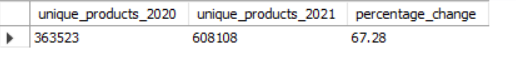 unique_products_2020 unique_products_2021 percentage_change
363523 608108 67.28